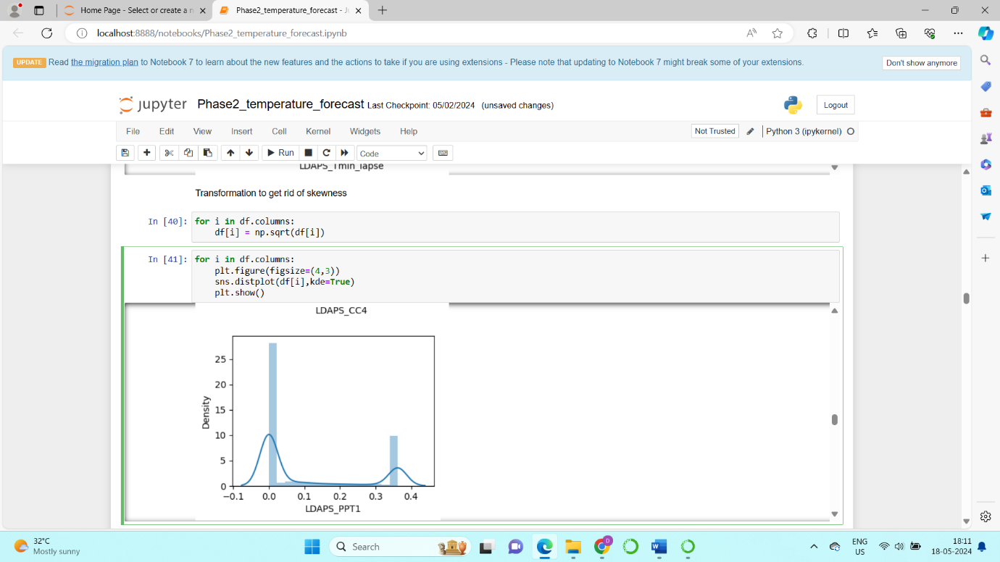 Home Page - Select or create a n
Phase2_temperature_forecast - Ju
localhost:8888/notebooks/Phase2_temperature_forecast.ipynb
UPDATE Read the migration plan to Notebook 7 to learn about the new features and the actions to take if you are using extensions - Please note that updating to Notebook 7 might break some of your extensions.
Don't show anymore
jupyter Phase2_temperature_forecast Last Checkpoint: 05/02/2024 (unsaved changes)
Logout
File Edit View Insert Cell Kernel Widgets Help
Not Trusted
Python 3 (ipykernel)
Run
Code
LDAPS_Tmin_lapse
Transformation to get rid of skewness
In [40]: for i in df.columns:
df[i] = np.sqrt(df[i])
In [41]: for i in df.columns:
plt.figure(figsize=(4,3))
sns.distplot(df[i],kde=True)
plt.show()
LDAPS_CC4
25
20
15
10
5
0
Density
−0.1 0.0 0.1 0.2 0.3 0.4
LDAPS_PPT1
32°C
Mostly sunny
Search
D
ENG
US
18:11
18-05-2024